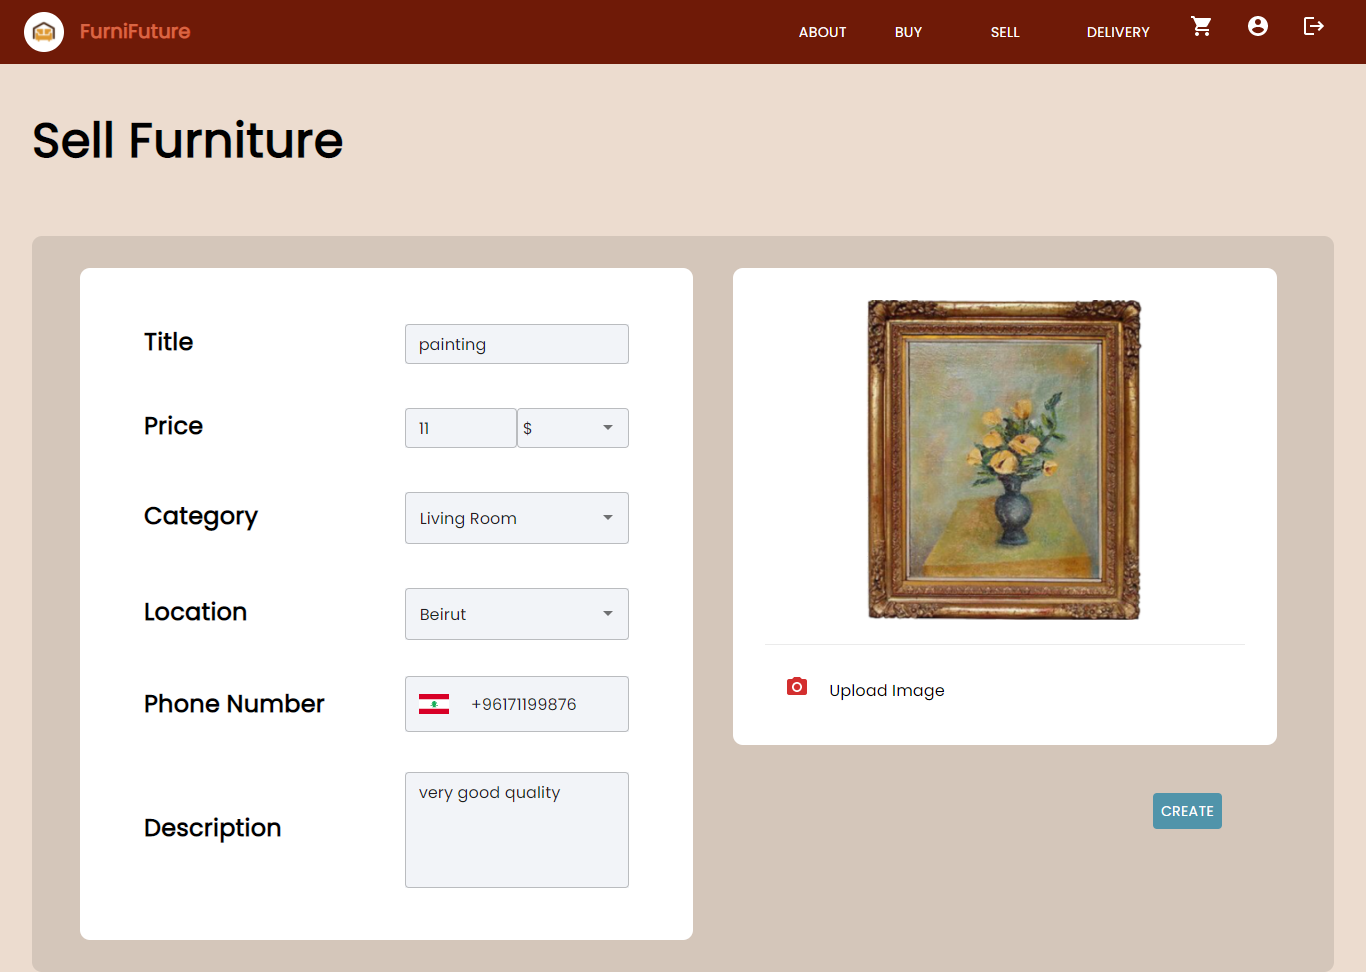 FurniFuture ABOUT BUY SELL DELIVERY
Sell Furniture
Title painting
Price 11 $
Category Living Room
Location Beirut
Phone Number +96171199876
Description very good quality
Upload Image
CREATE